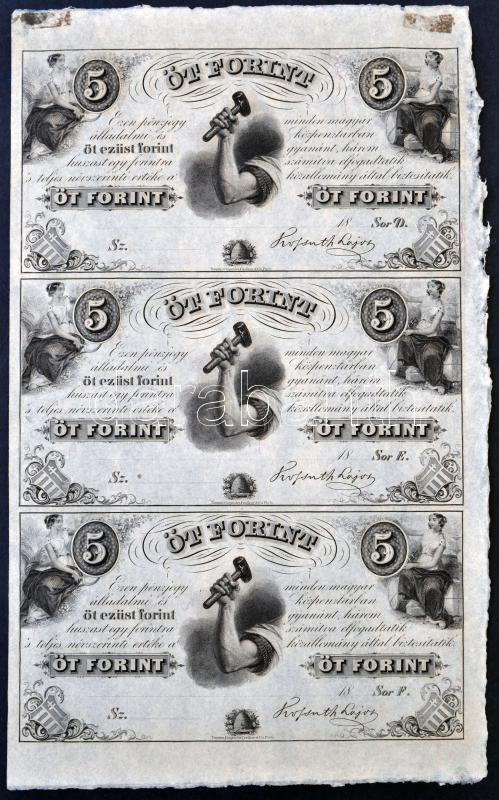 5 ÖT FORINT 5
Ezen pénzjegy minden magyar
álladalmi és közpénztárban
öt ezüst forint gyanánt, három
huszast egy forintra számítva elfogadtatik
's teljes névszerinti értéke a közállomány által biztosítatik.
ÖT FORINT ÖT FORINT
18 Sor D.
Sz. Kossuth Lajos
5 ÖT FORINT 5
Ezen pénzjegy minden magyar
álladalmi és közpénztárban
öt ezüst forint gyanánt, három
huszast egy forintra számítva elfogadtatik
's teljes névszerinti értéke a közállomány által biztosítatik.
ÖT FORINT ÖT FORINT
18 Sor E.
Sz. Kossuth Lajos
5 ÖT FORINT 5
Ezen pénzjegy minden magyar
álladalmi és közpénztárban
öt ezüst forint gyanánt, három
huszast egy forintra számítva elfogadtatik
's teljes névszerinti értéke a közállomány által biztosítatik.
ÖT FORINT ÖT FORINT
18 Sor F.
Sz. Kossuth Lajos